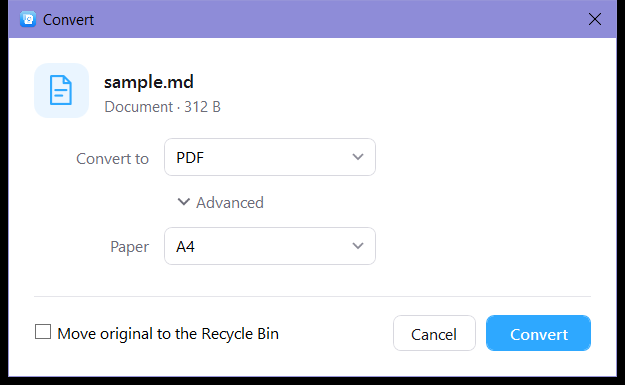 Convert
sample.md
Document · 312 B
Convert to PDF
Advanced
Paper A4
Move original to the Recycle Bin Cancel Convert